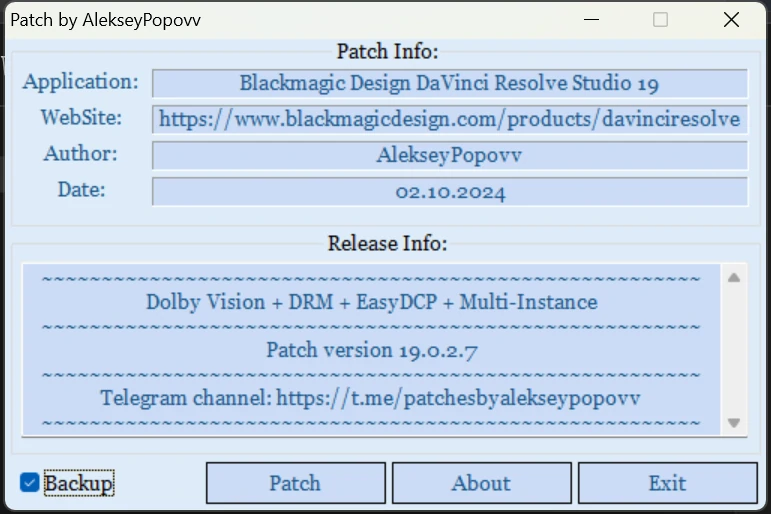 Patch by AlekseyPopovv
Patch Info:
Application: Blackmagic Design DaVinci Resolve Studio 19
WebSite: https://www.blackmagicdesign.com/products/davinciresolve
Author: AlekseyPopovv
Date: 02.10.2024
Release Info:
~~~~~~~~~~~~~~~~~~~~~~~~~~~~~~~~~~~~~~~~~~~~~~~~~~~~~~~
Dolby Vision + DRM + EasyDCP + Multi-Instance
~~~~~~~~~~~~~~~~~~~~~~~~~~~~~~~~~~~~~~~~~~~~~~~~~~~~~~~
Patch version 19.0.2.7
~~~~~~~~~~~~~~~~~~~~~~~~~~~~~~~~~~~~~~~~~~~~~~~~~~~~~~~
Telegram channel: https://t.me/patchesbyalekseypopovv
~~~~~~~~~~~~~~~~~~~~~~~~~~~~~~~~~~~~~~~~~~~~~~~~~~~~~~~
Backup Patch About Exit